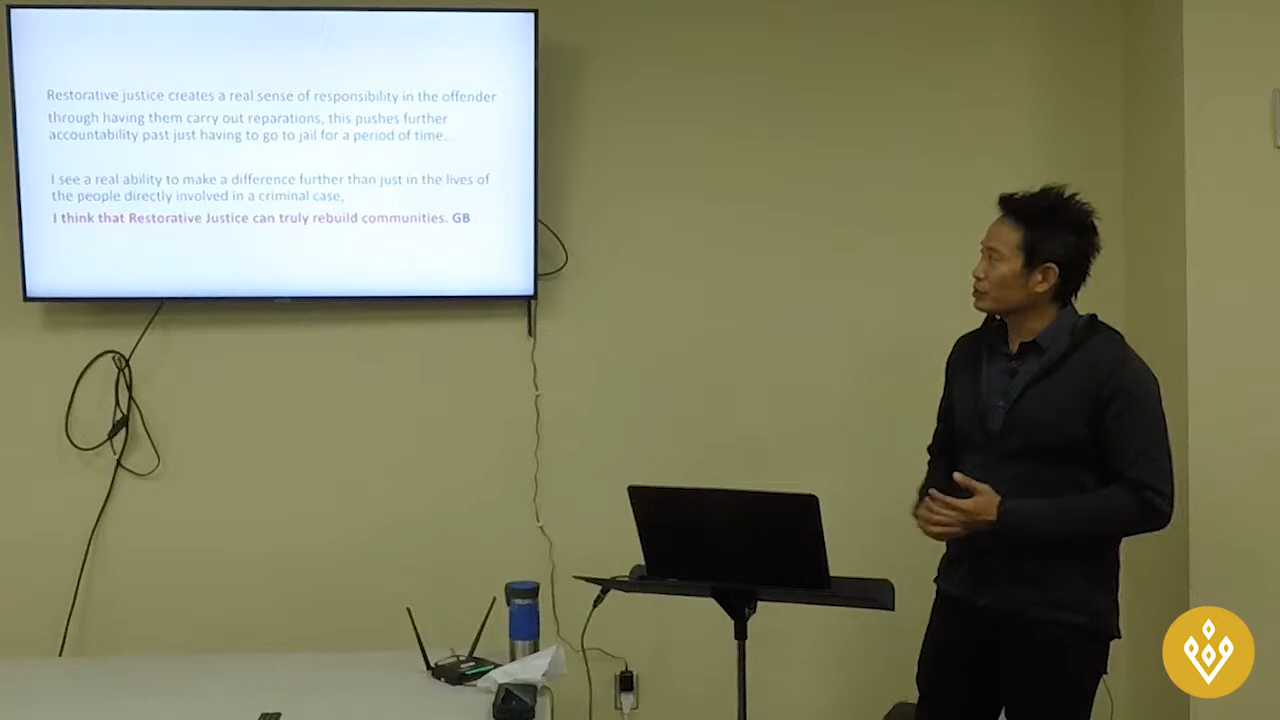 Restorative justice creates a real sense of responsibility in the offender
through having them carry out reparations, this pushes further
accountability past just having to go to jail for a period of time...
I see a real ability to make a difference further than just in the lives of
the people directly involved in a criminal case,
I think that Restorative Justice can truly rebuild communities. GB